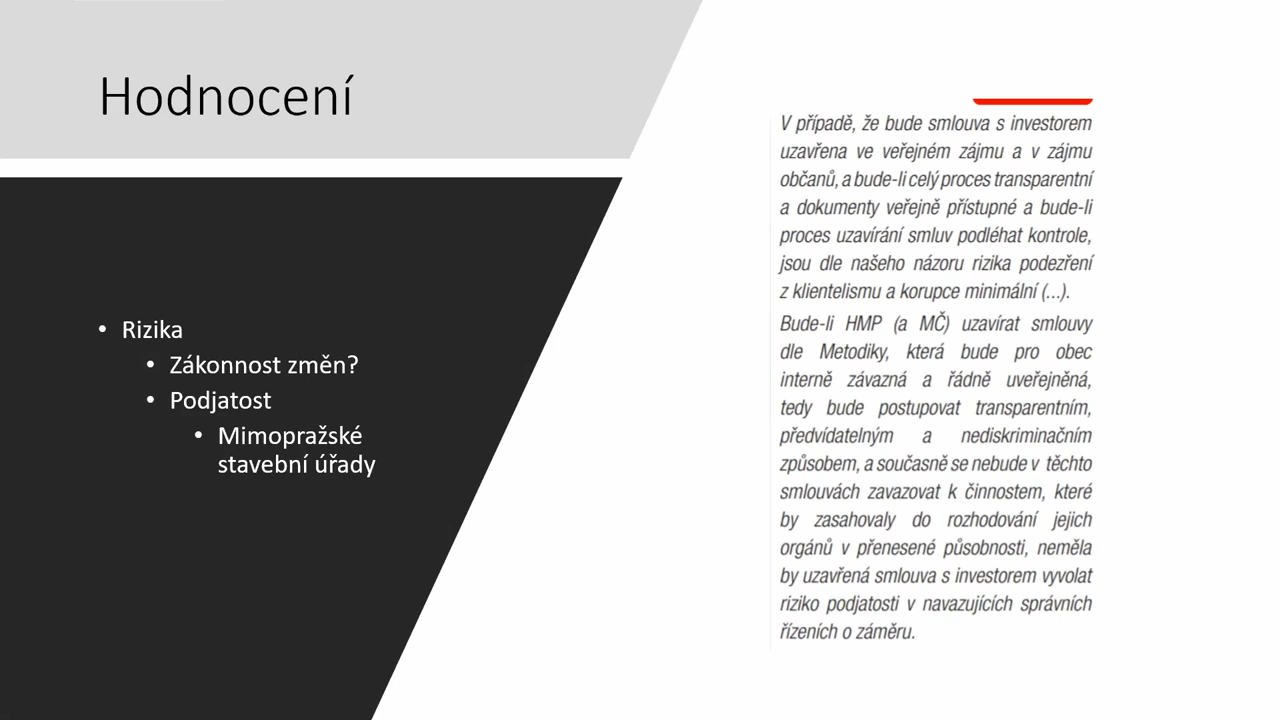 Hodnocení
• Rizika
• Zákonnost změn?
• Podjatost
• Mimopražské
stavební úřady
V případě, že bude smlouva s investorem
uzavřena ve veřejném zájmu a v zájmu
občanů, a bude-li celý proces transparentní
a dokumenty veřejně přístupné a bude-li
proces uzavírání smluv podléhat kontrole,
jsou dle našeho názoru rizika podezření
z klientelismu a korupce minimální (...).
Bude-li HMP (a MČ) uzavírat smlouvy
dle Metodiky, která bude pro obec
interně závazná a řádně uveřejněná,
tedy bude postupovat transparentním,
předvídatelným a nediskriminačním
způsobem, a současně se nebude v těchto
smlouvách zavazovat k činnostem, které
by zasahovaly do rozhodování jejich
orgánů v přenesené působnosti, neměla
by uzavřená smlouva s investorem vyvolat
riziko podjatosti v navazujících správních
řízeních o záměru.